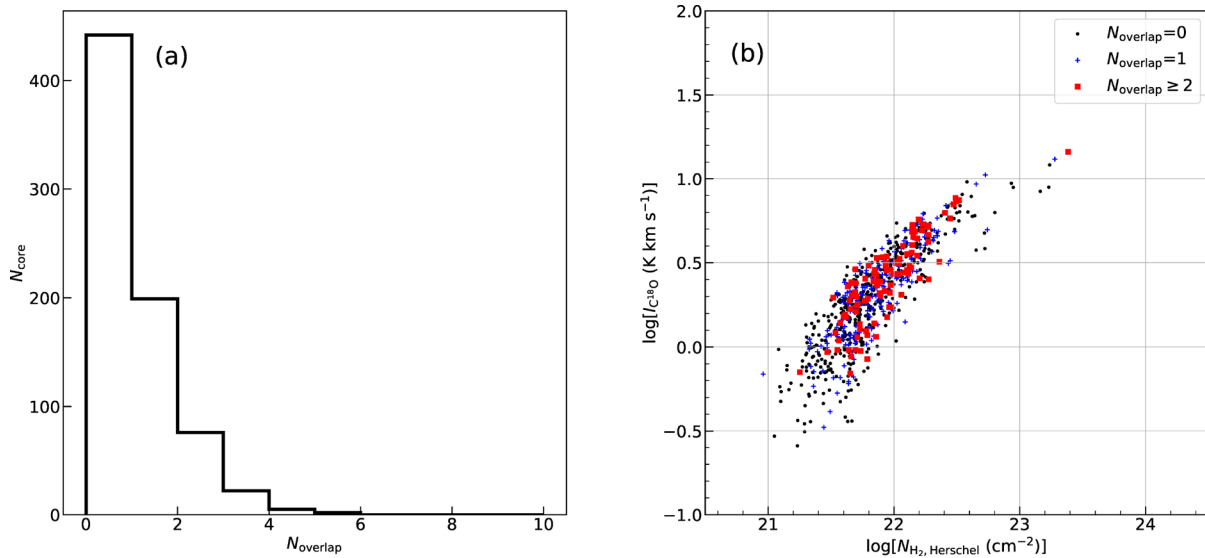 (a)
400
300
200
100
0
N_core
0 2 4 6 8 10
N_overlap
(b)
N_overlap=0
N_overlap=1
N_overlap ≥ 2
2.0
1.5
1.0
0.5
0.0
−0.5
−1.0
log[I_C¹⁸O (K km s⁻¹)]
21 22 23 24
log[N_H₂, Herschel (cm⁻²)]